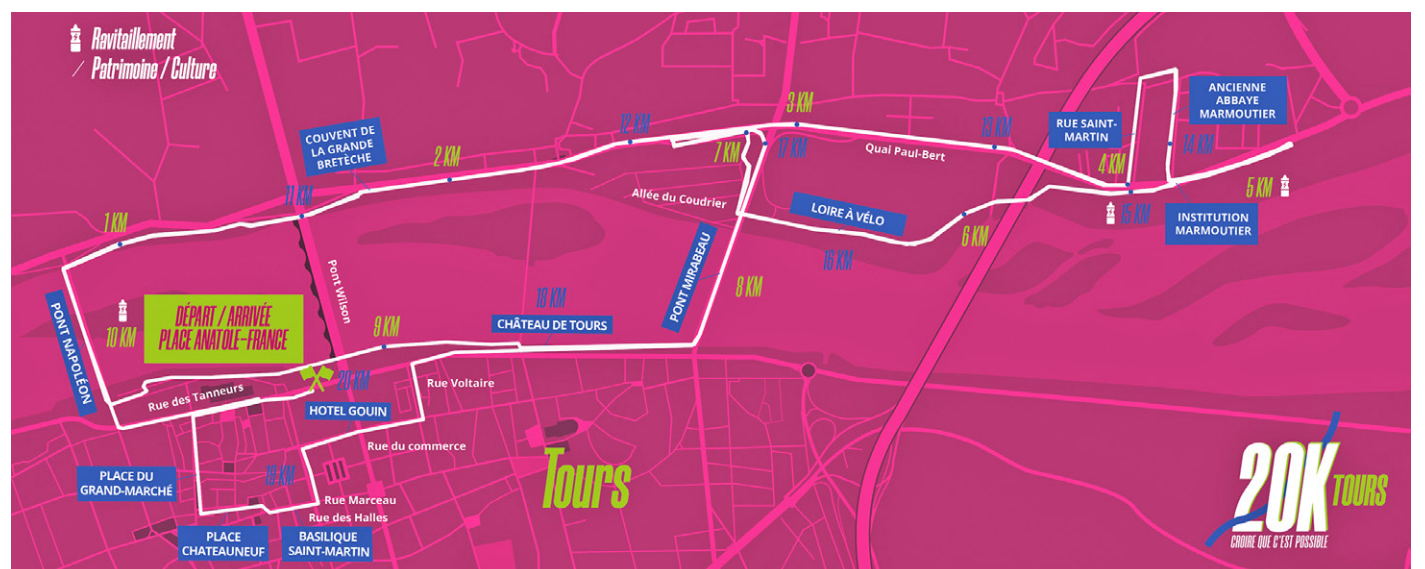 Ravitaillement
Patrimoine / Culture
COUVENT DE
LA GRANDE
BRETÈCHE
1 KM
11 KM
2 KM
12 KM
3 KM
7 KM
17 KM
Quai Paul-Bert
13 KM
RUE SAINT-
MARTIN
ANCIENNE
ABBAYE
MARMOUTIER
4 KM
14 KM
5 KM
15 KM
INSTITUTION
MARMOUTIER
Allée du Coudrier
LOIRE À VÉLO
6 KM
16 KM
PONT MIRABEAU
8 KM
PONT NAPOLÉON
10 KM
DÉPART / ARRIVÉE
PLACE ANATOLE-FRANCE
Pont Wilson
9 KM
18 KM
CHÂTEAU DE TOURS
Rue des Tanneurs
20 KM
HOTEL GOUIN
Rue Voltaire
Rue du commerce
PLACE DU
GRAND-MARCHÉ
19 KM
Rue Marceau
Rue des Halles
PLACE
CHATEAUNEUF
BASILIQUE
SAINT-MARTIN
Tours
20K
TOURS
CROIRE QUE C'EST POSSIBLE